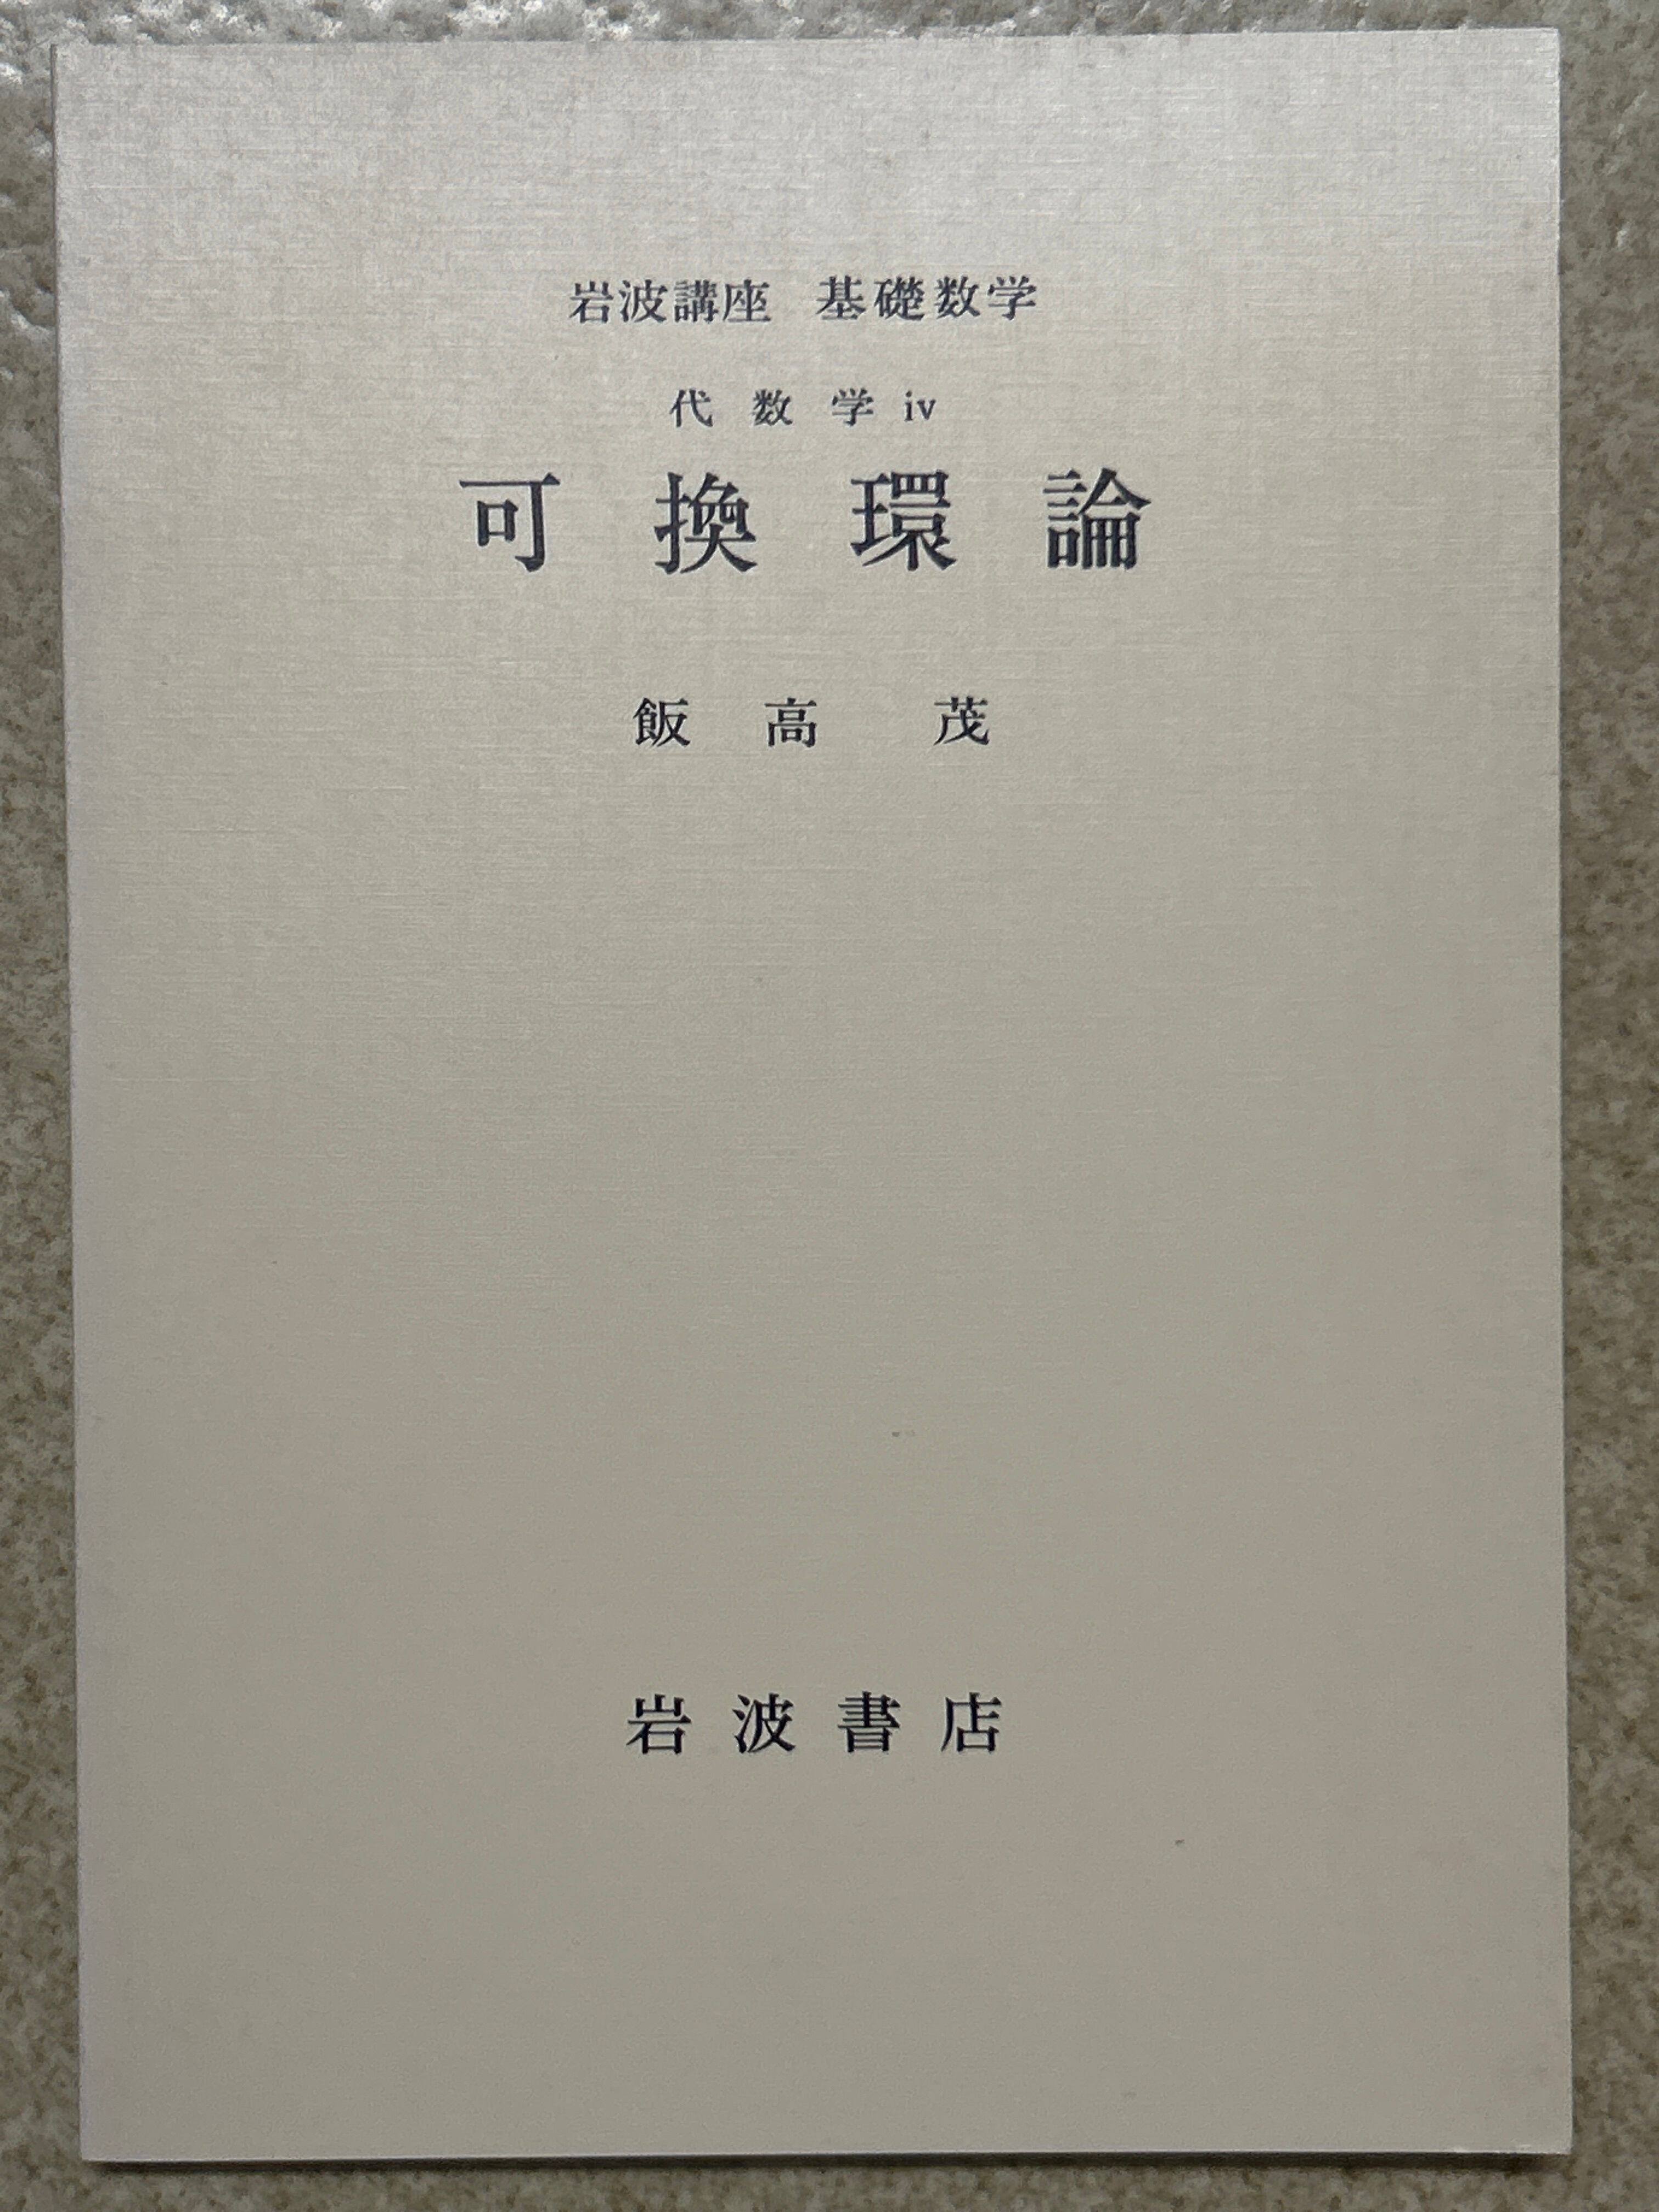 岩波講座 基礎数学
代数学 iv
可換環論
飯高 茂
岩波書店